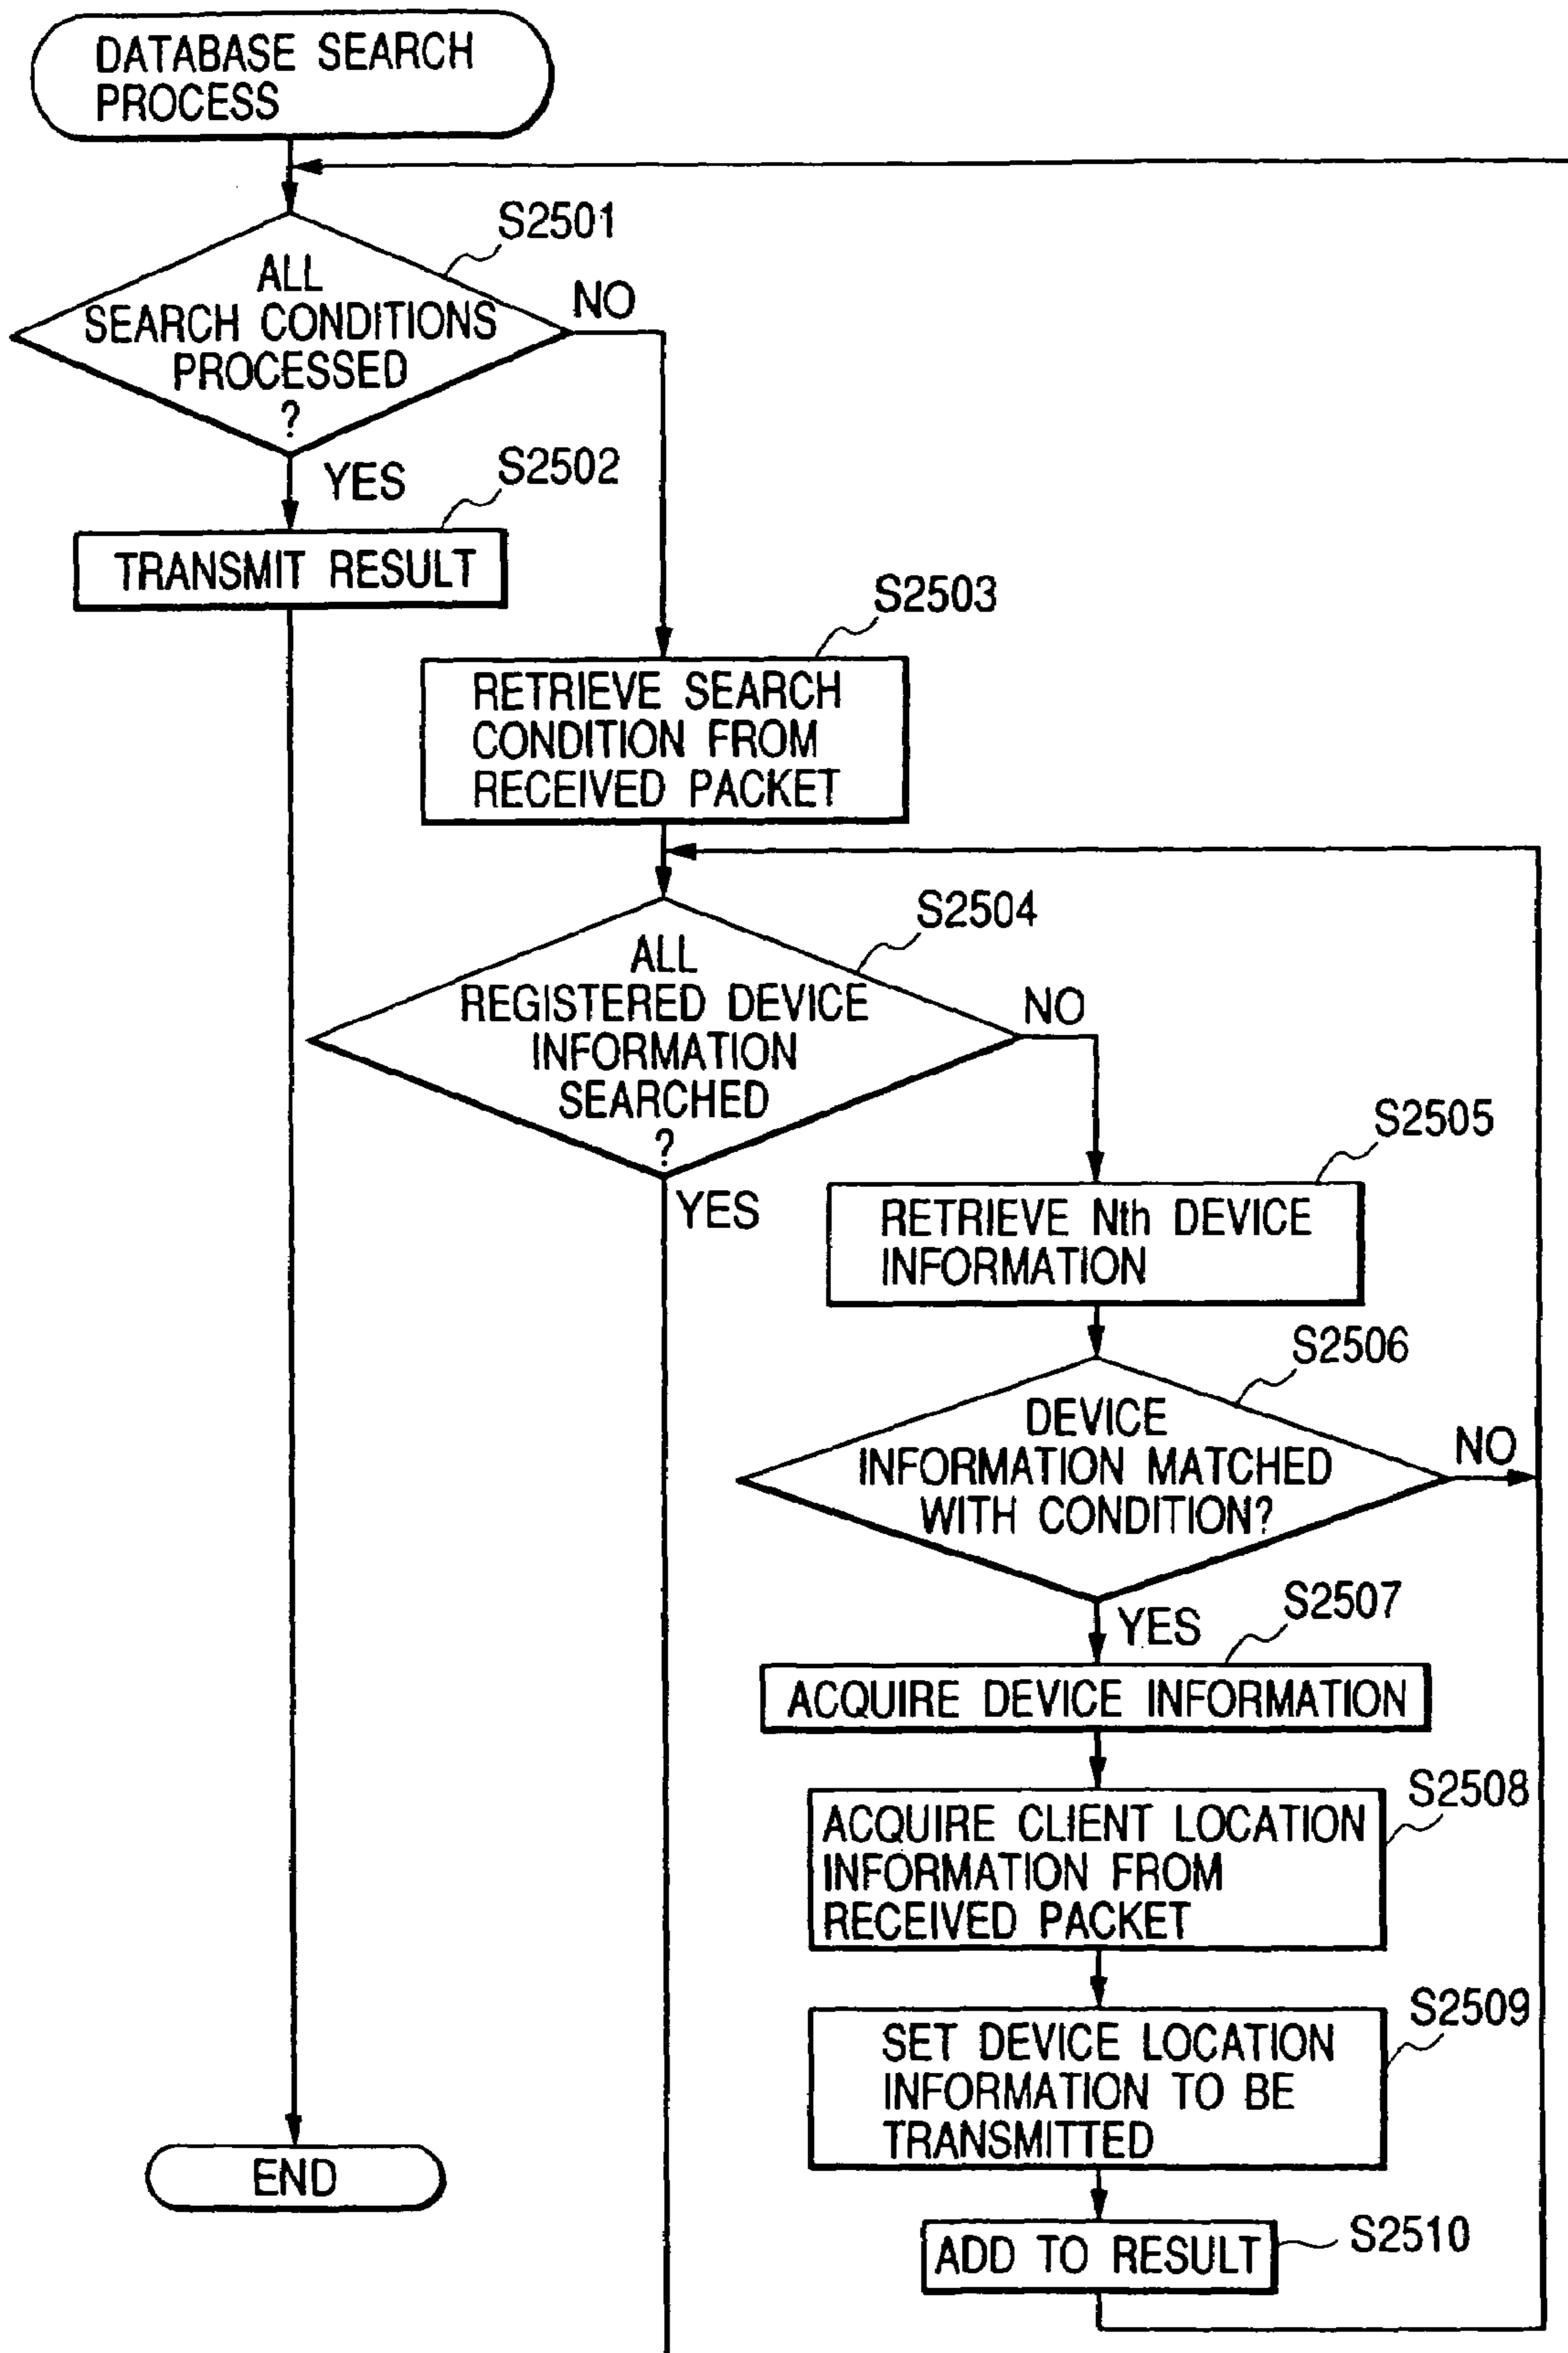 DATABASE SEARCH
PROCESS
S2501
ALL
SEARCH CONDITIONS
PROCESSED
?
NO
YES
S2502
TRANSMIT RESULT
S2503
RETRIEVE SEARCH
CONDITION FROM
RECEIVED PACKET
S2504
ALL
REGISTERED DEVICE
INFORMATION
SEARCHED
?
NO
YES
S2505
RETRIEVE Nth DEVICE
INFORMATION
S2506
DEVICE
INFORMATION MATCHED
WITH CONDITION?
NO
YES
S2507
ACQUIRE DEVICE INFORMATION
S2508
ACQUIRE CLIENT LOCATION
INFORMATION FROM
RECEIVED PACKET
S2509
SET DEVICE LOCATION
INFORMATION TO BE
TRANSMITTED
END
S2510
ADD TO RESULT